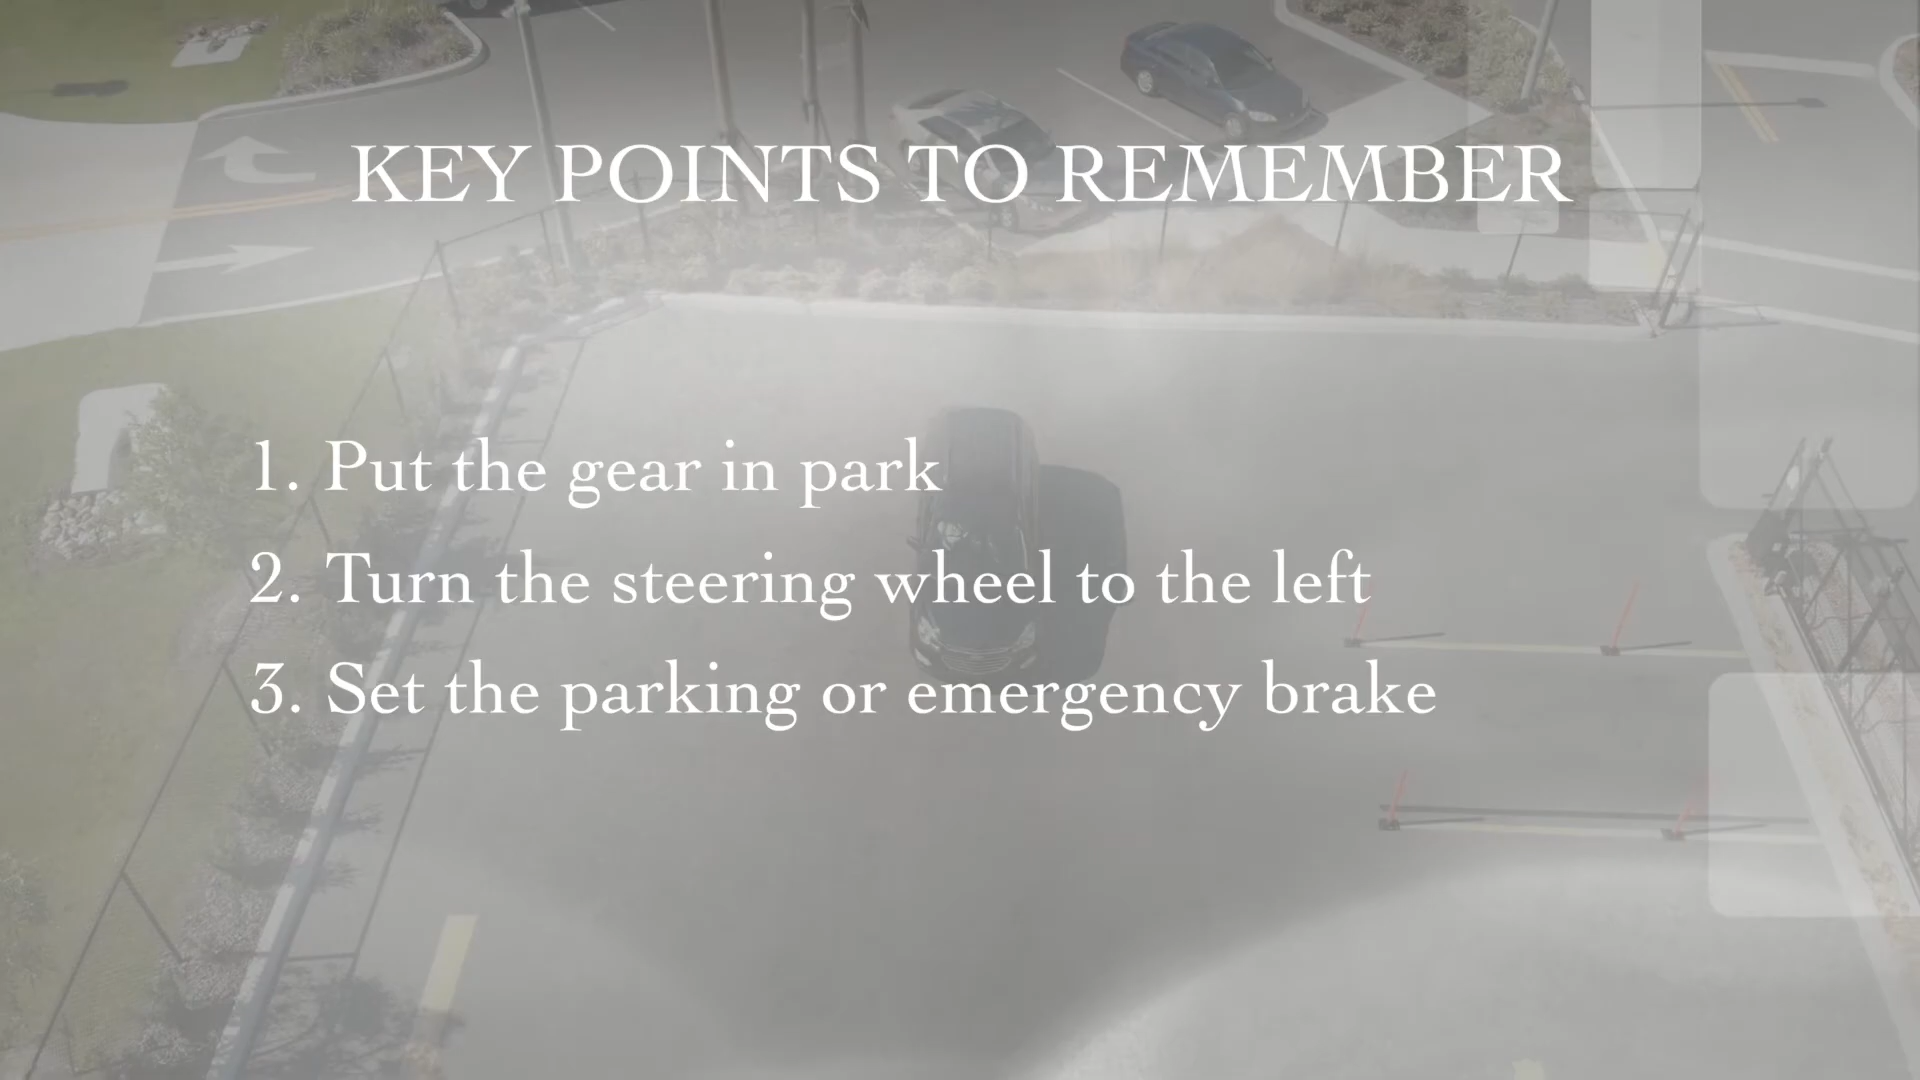 KEY POINTS TO REMEMBER
1. Put the gear in park
2. Turn the steering wheel to the left
3. Set the parking or emergency brake